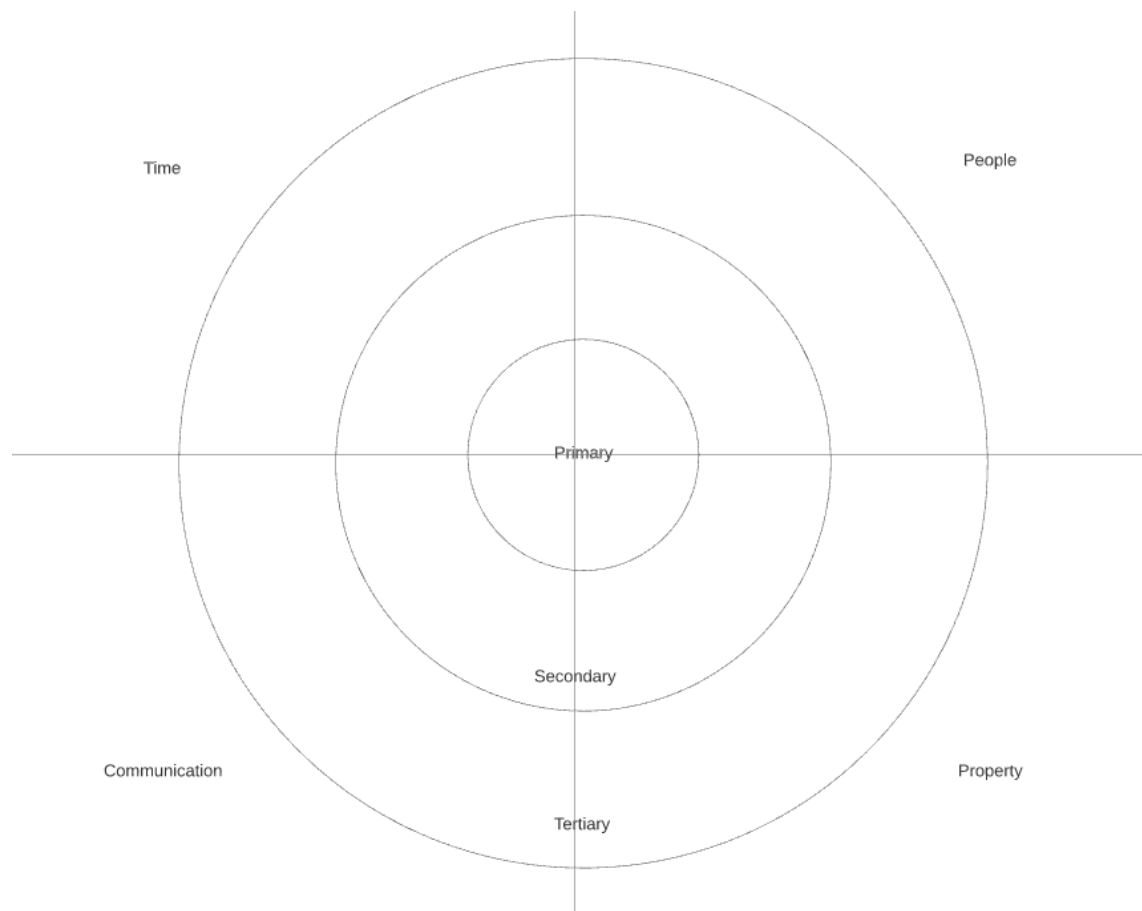 Time
People
Primary
Secondary
Communication
Property
Tertiary